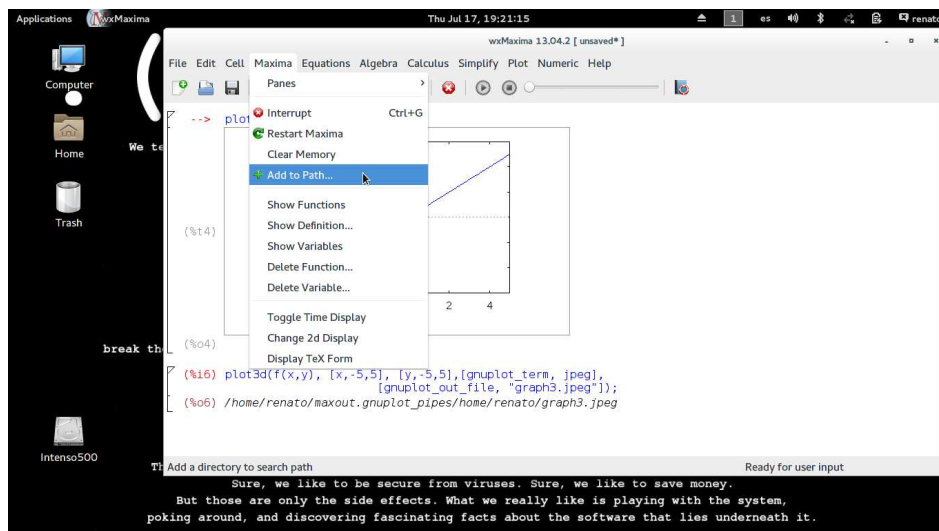 Applications wxMaxima Thu Jul 17, 19:21:15 1 es renato
wxMaxima 13.04.2 [ unsaved* ]
File Edit Cell Maxima Equations Algebra Calculus Simplify Plot Numeric Help
Computer
Home
Trash
Intenso500
We te
break th
Panes
Interrupt Ctrl+G
Restart Maxima
Clear Memory
Add to Path...
Show Functions
Show Definition...
Show Variables
Delete Function...
Delete Variable...
Toggle Time Display
Change 2d Display
Display TeX Form
--> plot
(%t4)
2 4
(%o4)
(%i6) plot3d(f(x,y), [x,-5,5], [y,-5,5],[gnuplot_term, jpeg],
[gnuplot_out_file, "graph3.jpeg"]);
(%o6) /home/renato/maxout.gnuplot_pipes/home/renato/graph3.jpeg
Th
Add a directory to search path Ready for user input
Sure, we like to be secure from viruses. Sure, we like to save money.
But those are only the side effects. What we really like is playing with the system,
poking around, and discovering fascinating facts about the software that lies underneath it.